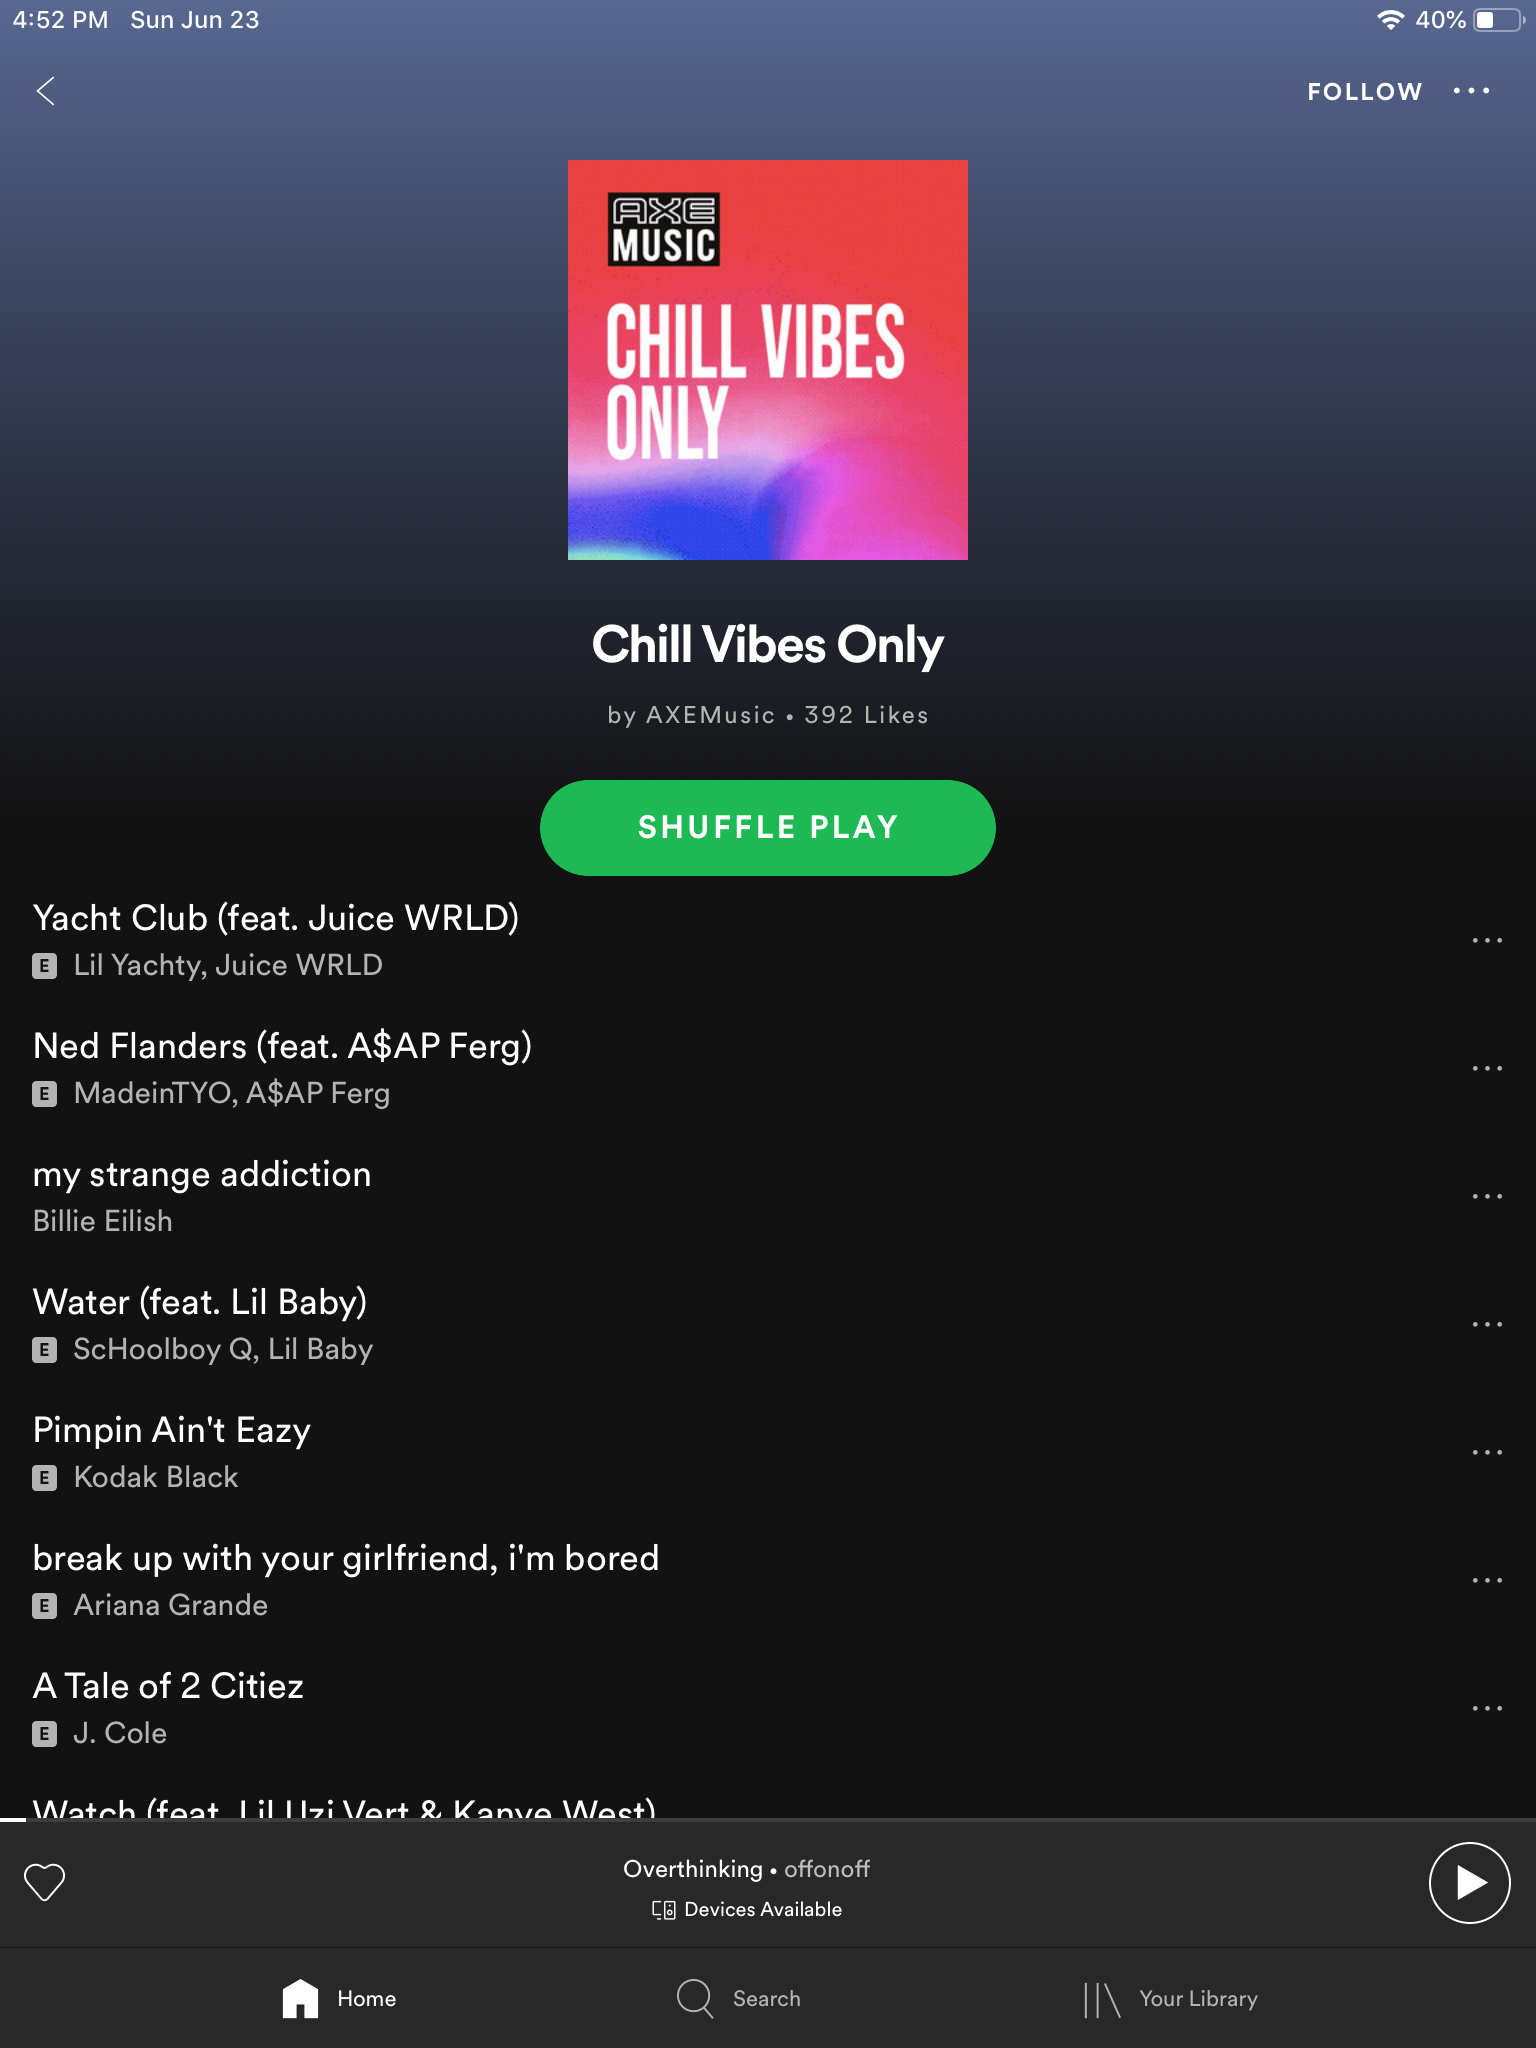 4:52 PM Sun Jun 23 40%
FOLLOW
AXE
MUSIC
CHILL VIBES
ONLY
Chill Vibes Only
by AXEMusic • 392 Likes
SHUFFLE PLAY
Yacht Club (feat. Juice WRLD)
E Lil Yachty, Juice WRLD
Ned Flanders (feat. A$AP Ferg)
E MadeinTYO, A$AP Ferg
my strange addiction
Billie Eilish
Water (feat. Lil Baby)
E ScHoolboy Q, Lil Baby
Pimpin Ain't Eazy
E Kodak Black
break up with your girlfriend, i'm bored
E Ariana Grande
A Tale of 2 Citiez
E J. Cole
Watch (feat. Lil Uzi Vert & Kanye West)
Overthinking • offonoff
Devices Available
Home
Search
Your Library